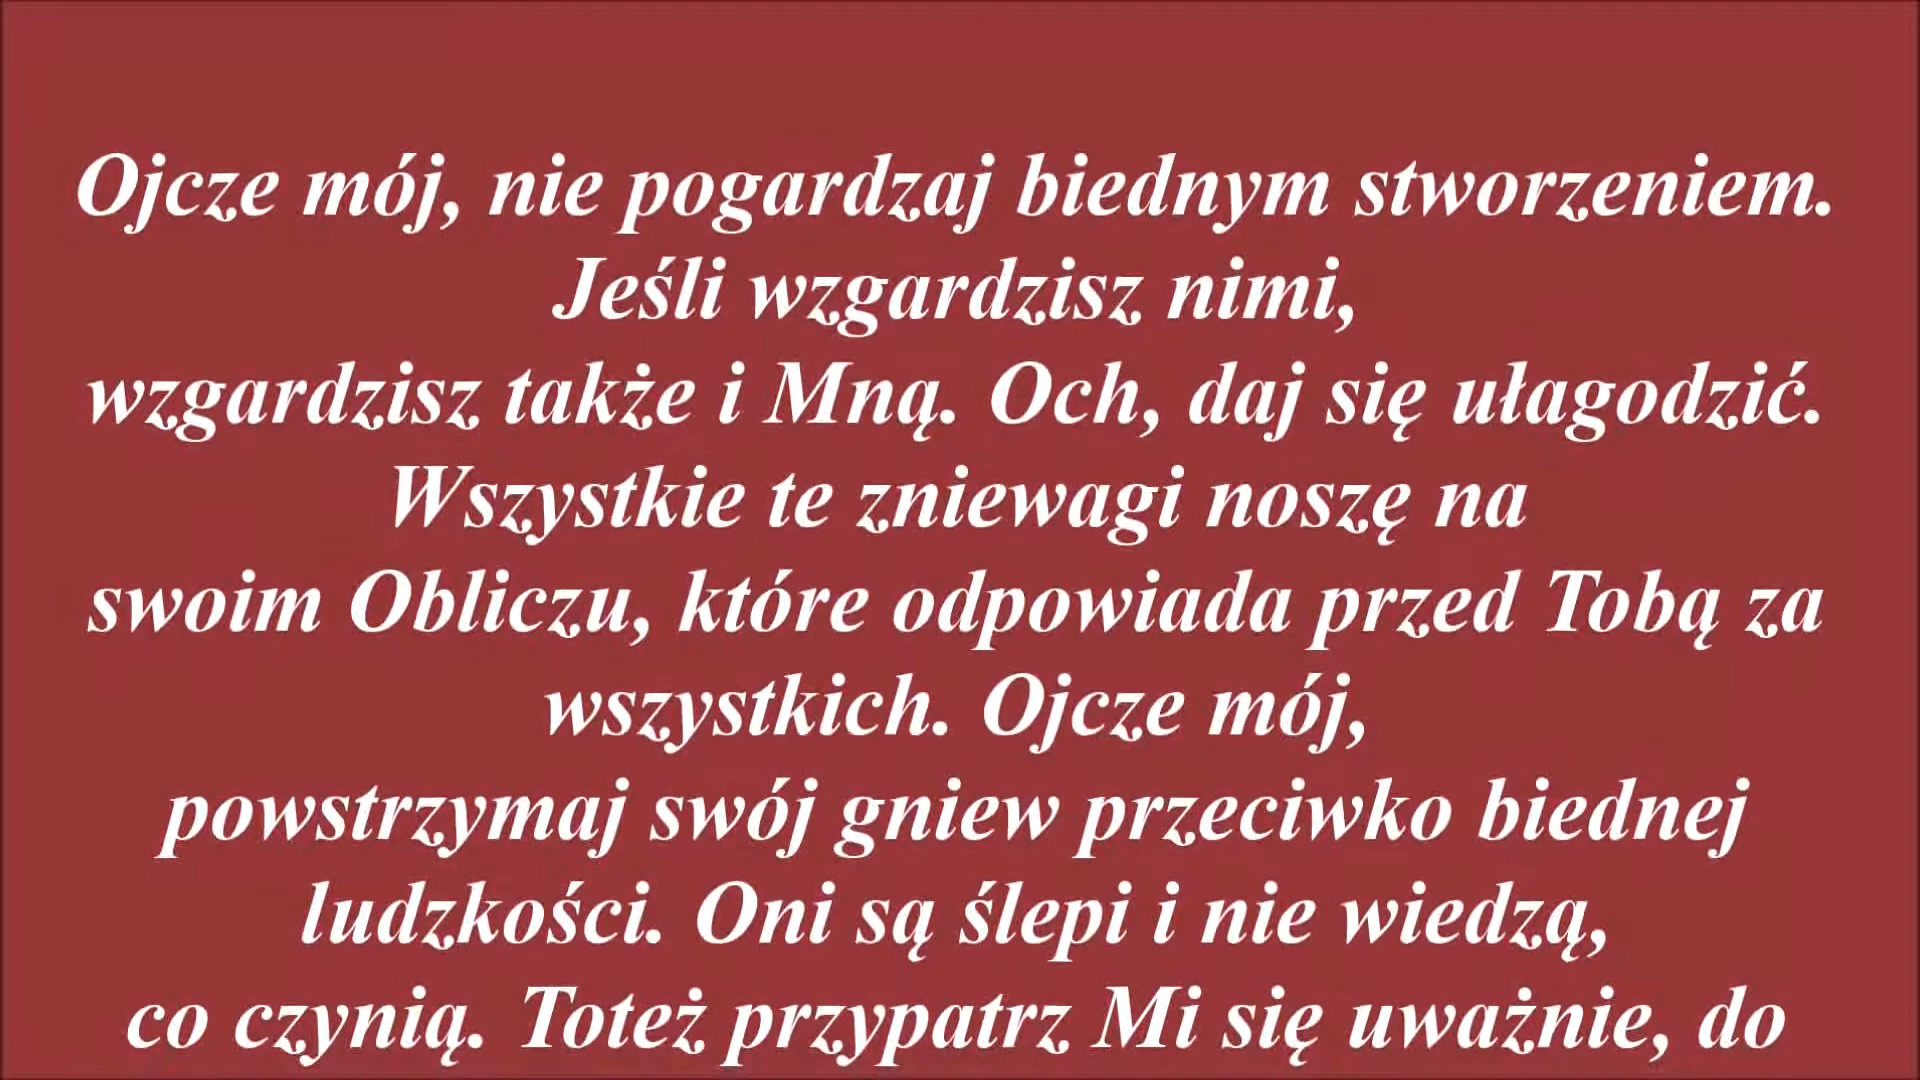 Ojcze mój, nie pogardzaj biednym stworzeniem.
Jeśli wzgardzisz nimi,
wzgardzisz także i Mną. Och, daj się ułagodzić.
Wszystkie te zniewagi noszę na
swoim Obliczu, które odpowiada przed Tobą za
wszystkich. Ojcze mój,
powstrzymaj swój gniew przeciwko biednej
ludzkości. Oni są ślepi i nie wiedzą,
co czynią. Toteż przypatrz Mi się uważnie, do